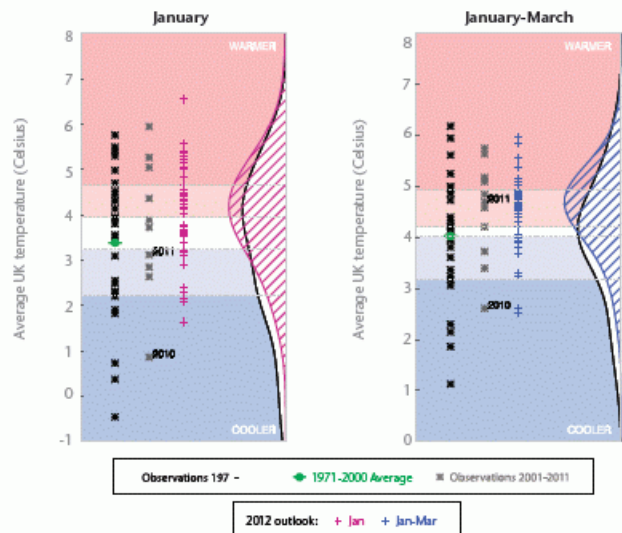 January
January-March
Average UK temperature (Celsius)
8
7
6
5
4
3
2
1
0
-1
WARMER
2011
2010
COOLER
Average UK temperature (Celsius)
8
7
6
5
4
3
2
1
0
WARMER
2011
2010
COOLER
Observations 197 –
1971-2000 Average
Observations 2001-2011
2012 outlook: + Jan + Jan-Mar